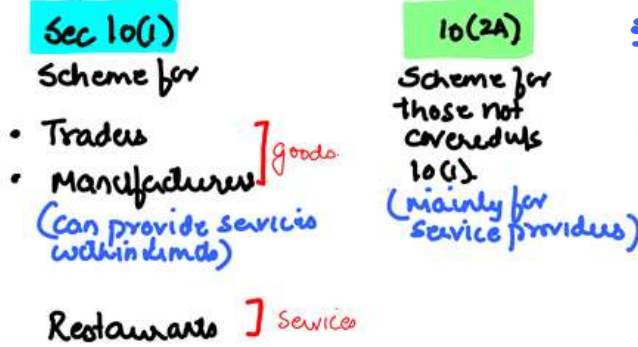 Sec 10(1)
Scheme for
• Traders
• Manufacturers
] goods
(can provide services
within limits)
Restaurants ] Services
10(2A)
Scheme for
those not
covered u/s
10(1).
(mainly for
service providers)